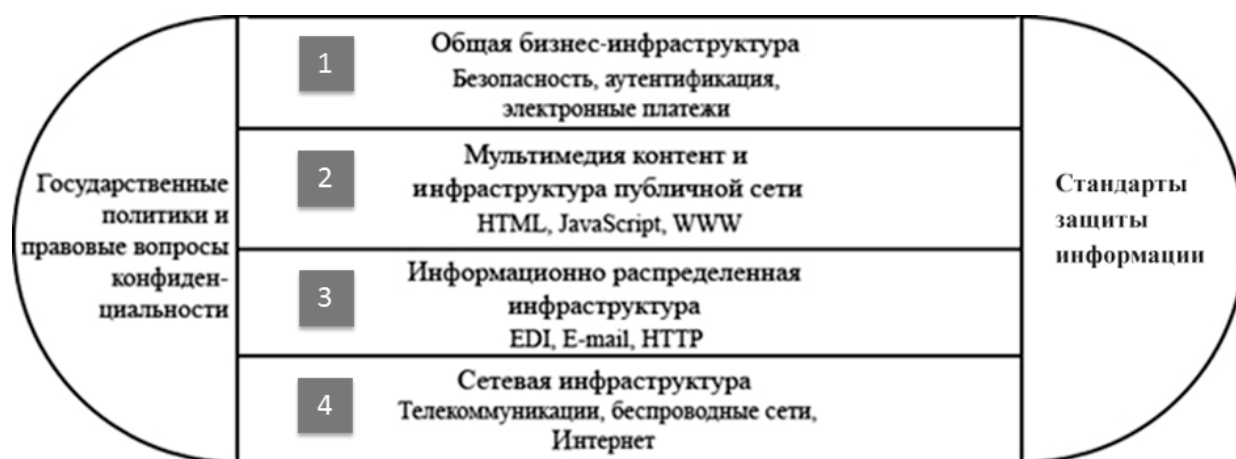 Государственные
политики и
правовые вопросы
конфиден-
циальности
1
Общая бизнес-инфраструктура
Безопасность, аутентификация,
электронные платежи
2
Мультимедия контент и
инфраструктура публичной сети
HTML, JavaScript, WWW
3
Информационно распределенная
инфраструктура
EDI, E-mail, HTTP
4
Сетевая инфраструктура
Телекоммуникации, беспроводные сети,
Интернет
Стандарты
защиты
информации